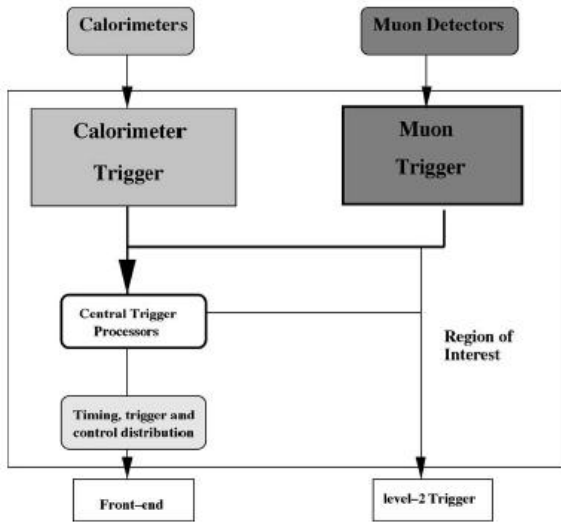 Calorimeters
Muon Detectors
Calorimeter
Trigger
Muon
Trigger
Central Trigger
Processors
Region of
Interest
Timing, trigger and
control distribution
Front–end
level–2 Trigger